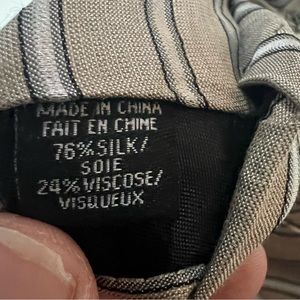 MADE IN CHINA
FAIT EN CHINE
76%SILK/
SOIE
24%VISCOSE/
VISQUEUX